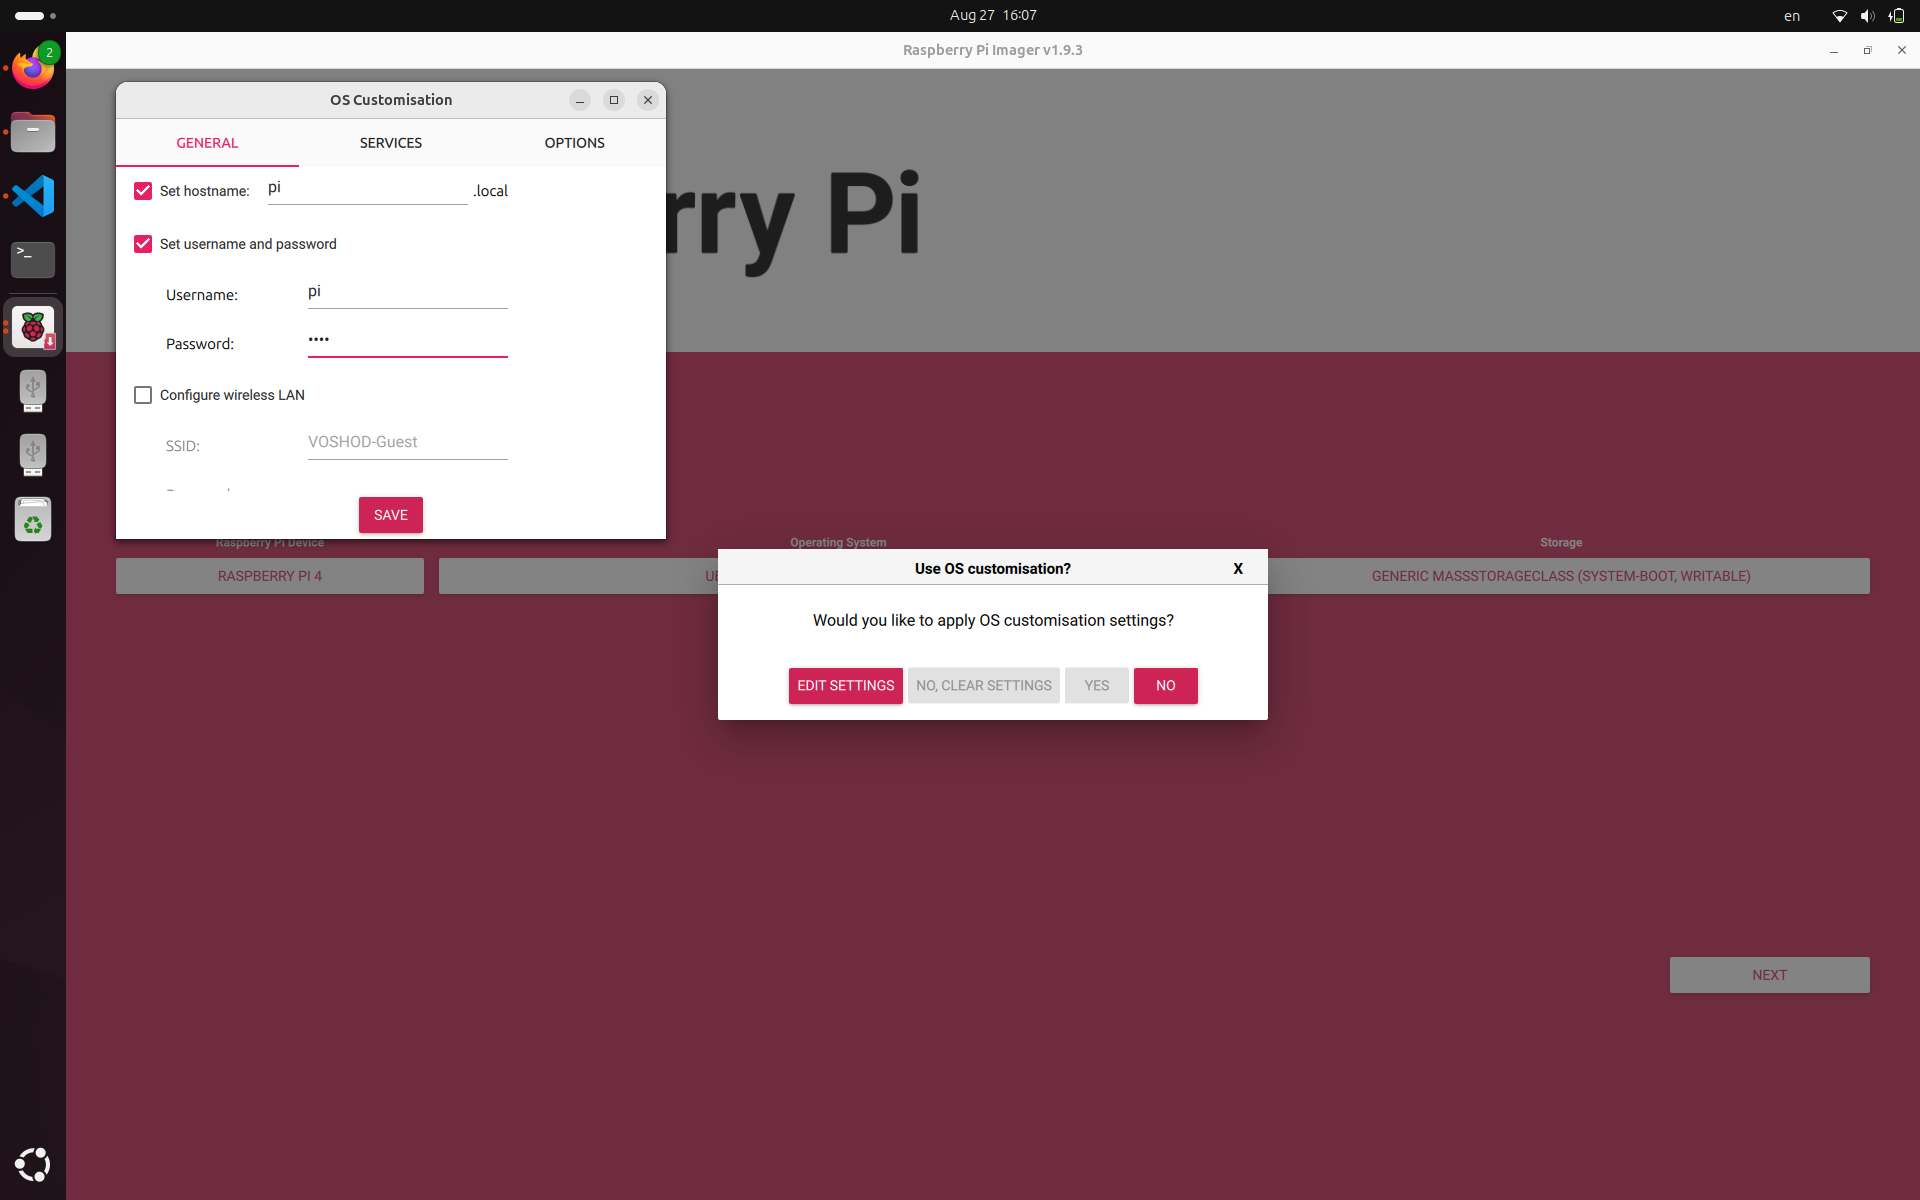 Aug 27 16:07
en
2
Raspberry Pi Imager v1.9.3
OS Customisation
GENERAL
SERVICES
OPTIONS
Set hostname:
pi
.local
Set username and password
Username:
pi
Password:
••••
Configure wireless LAN
SSID:
VOSHOD-Guest
SAVE
rry Pi
Raspberry Pi Device
Operating System
Storage
RASPBERRY PI 4
GENERIC MASSSTORAGECLASS (SYSTEM-BOOT, WRITABLE)
Use OS customisation?
X
Would you like to apply OS customisation settings?
EDIT SETTINGS
NO, CLEAR SETTINGS
YES
NO
NEXT